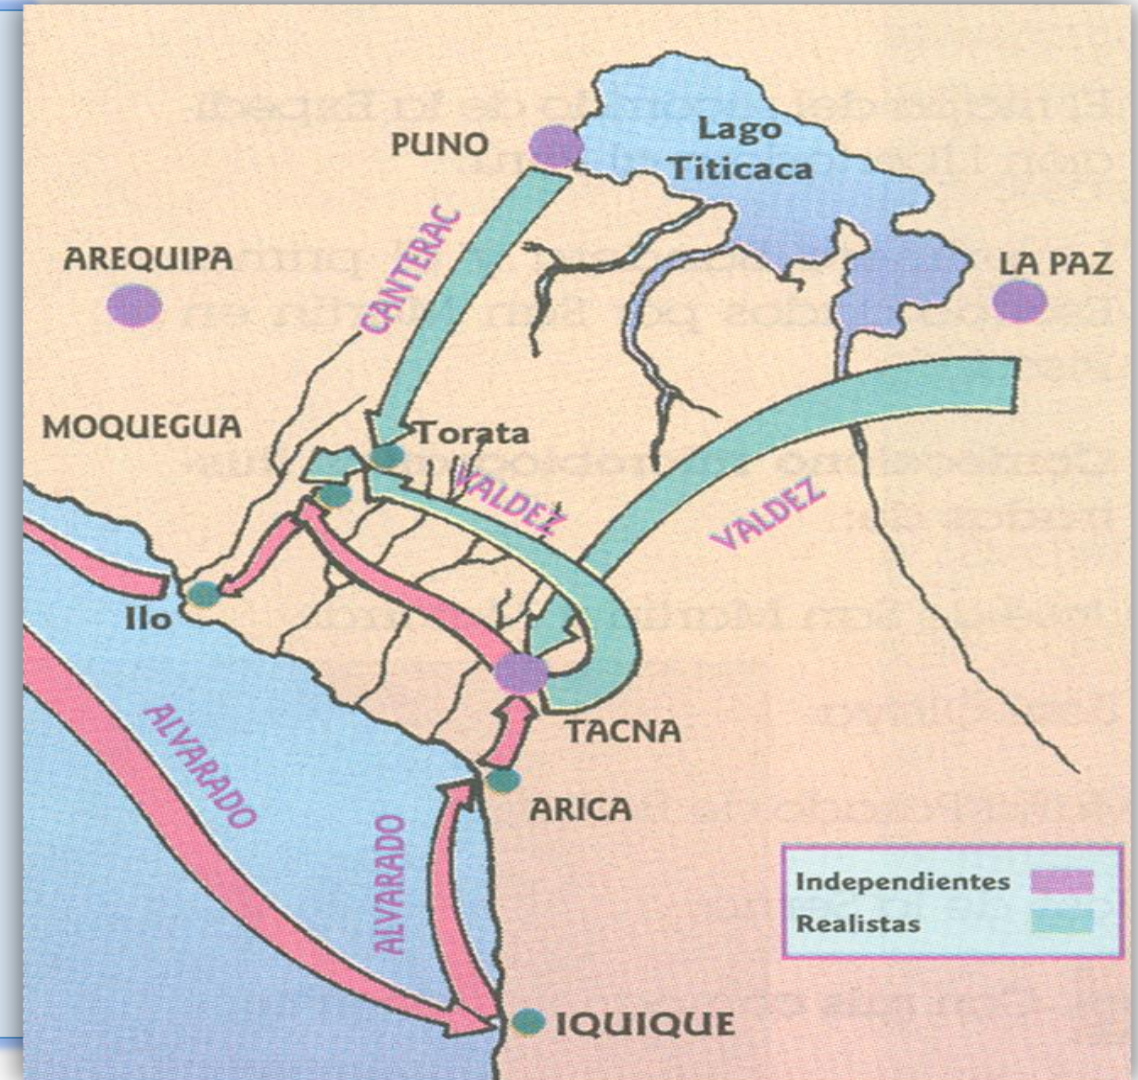 Lago
Titicaca
PUNO
CANTERAC
AREQUIPA
LA PAZ
MOQUEGUA
Torata
VALDEZ
VALDEZ
Ilo
ALVARADO
TACNA
ARICA
ALVARADO
Independientes
Realistas
IQUIQUE